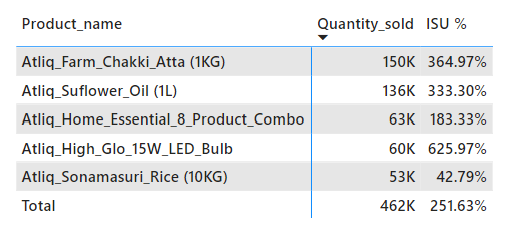 Product_name Quantity_sold ISU %
Atliq_Farm_Chakki_Atta (1KG) 150K 364.97%
Atliq_Suflower_Oil (1L) 136K 333.30%
Atliq_Home_Essential_8_Product_Combo 63K 183.33%
Atliq_High_Glo_15W_LED_Bulb 60K 625.97%
Atliq_Sonamasuri_Rice (10KG) 53K 42.79%
Total 462K 251.63%